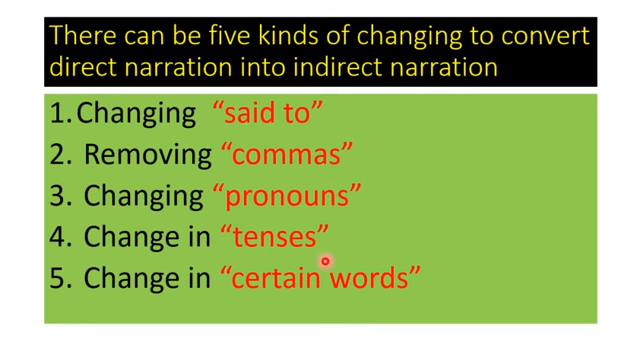 There can be five kinds of changing to convert
direct narration into indirect narration
1. Changing “said to”
2. Removing “commas”
3. Changing “pronouns”
4. Change in “tenses”
5. Change in “certain words”